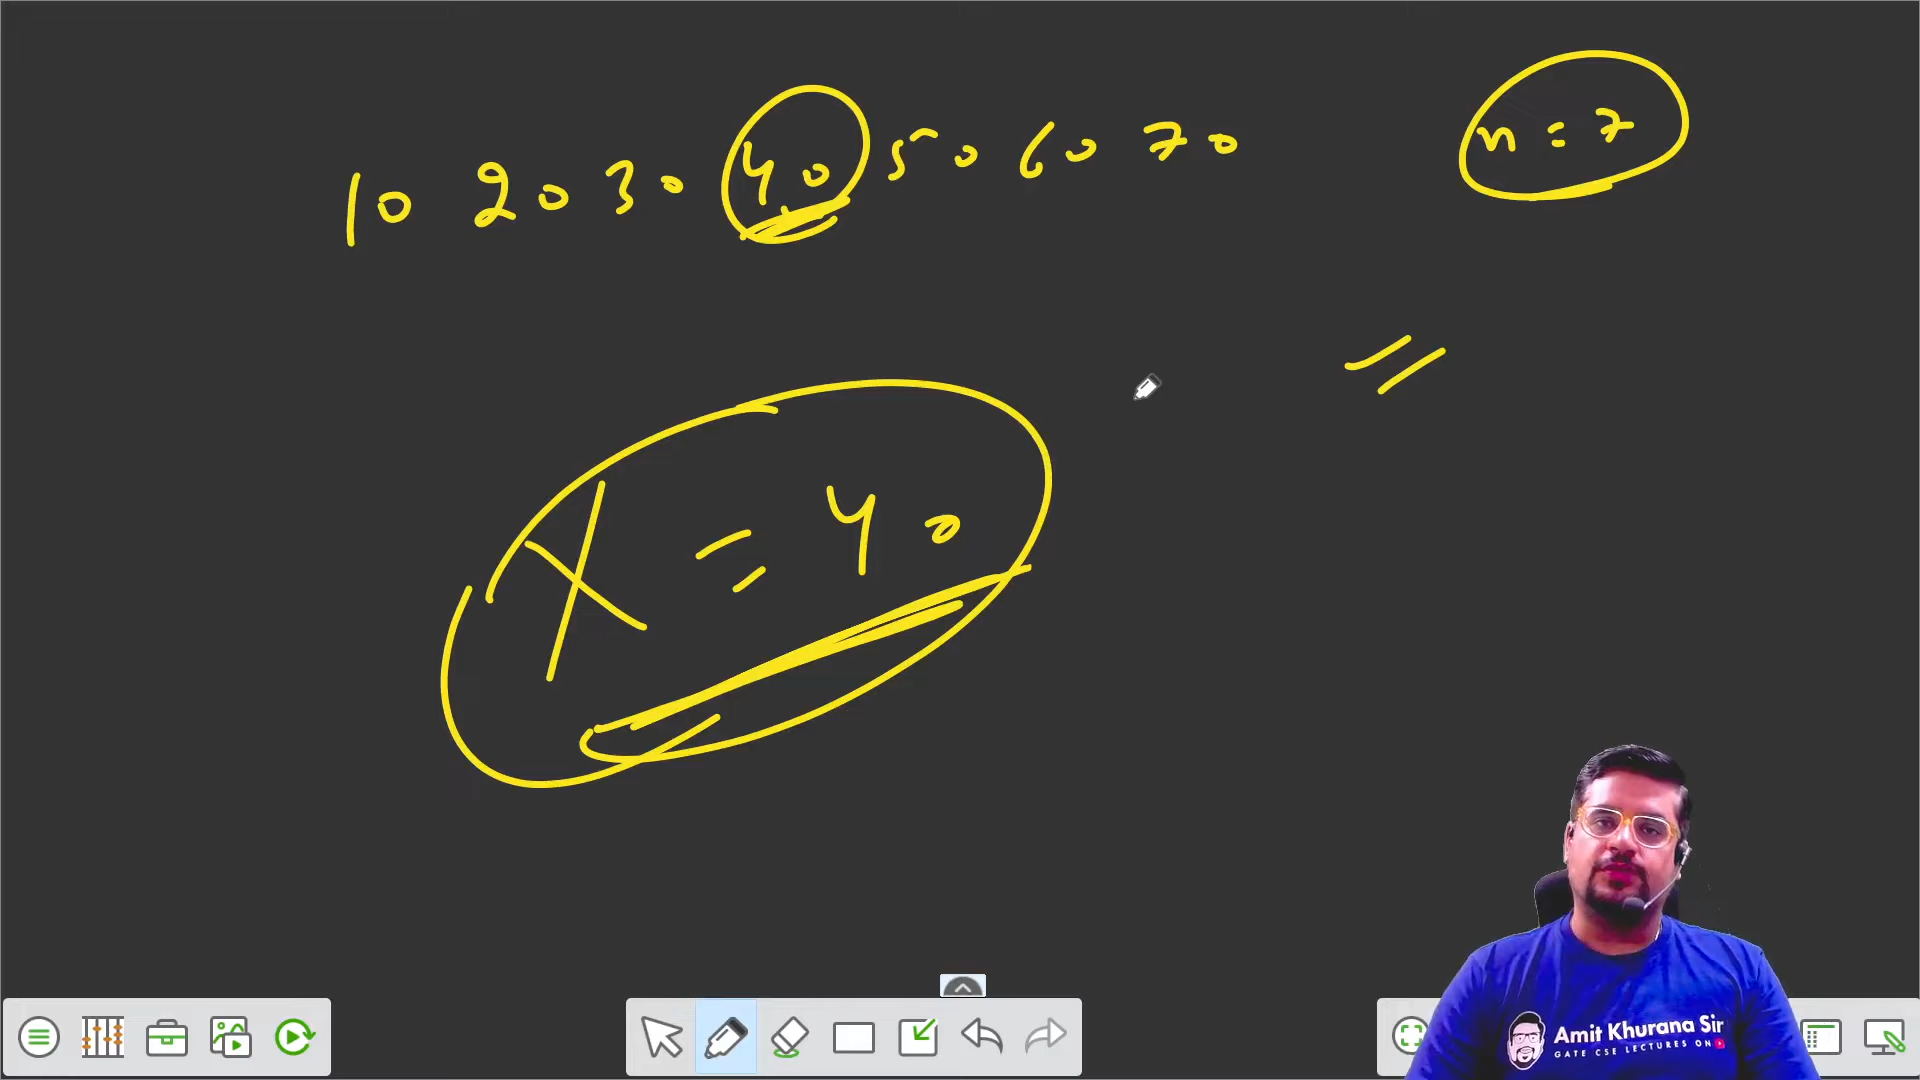 10 20 30 40 50 60 70
n = 7
X = 40
Amit Khurana Sir
GATE CSE LECTURES ON